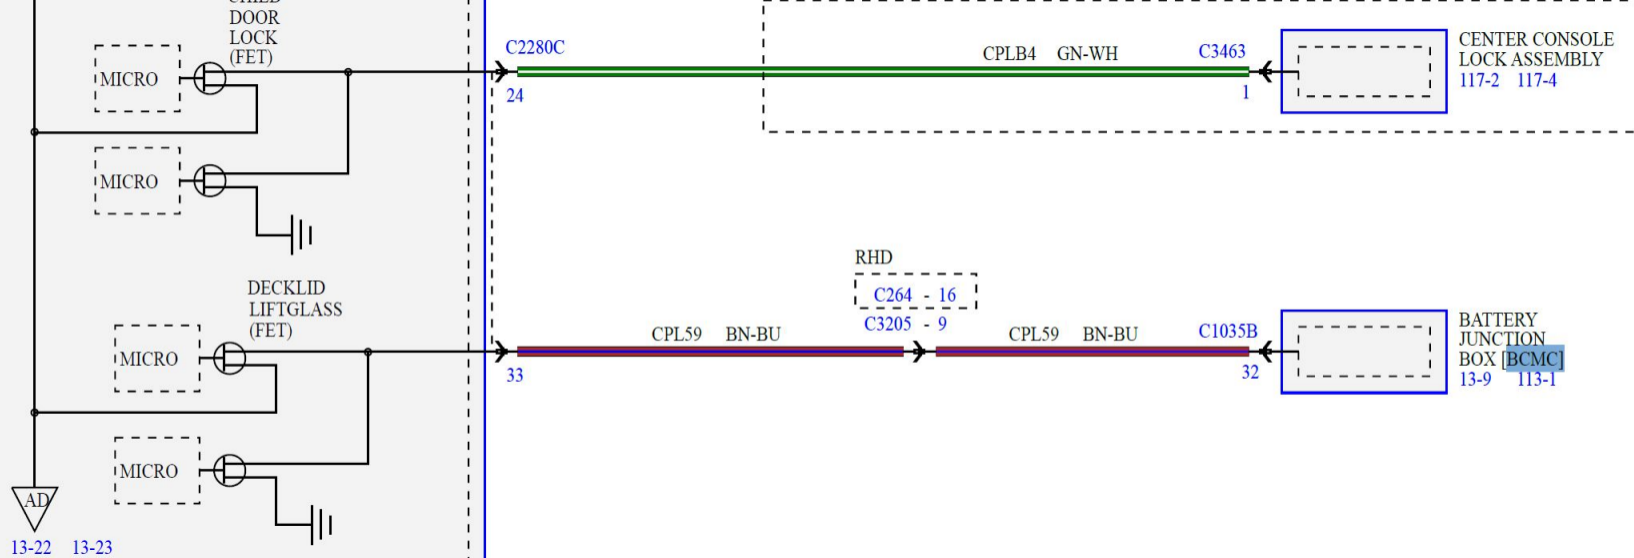 DOOR
LOCK
(FET)
MICRO
MICRO
C2280C
24
CPLB4 GN-WH
C3463
1
CENTER CONSOLE
LOCK ASSEMBLY
117-2 117-4
DECKLID
LIFTGLASS
(FET)
MICRO
MICRO
33
CPL59 BN-BU
RHD
C264 - 16
C3205 - 9
CPL59 BN-BU
C1035B
32
BATTERY
JUNCTION
BOX [BCMC]
13-9 113-1
AD
13-22 13-23